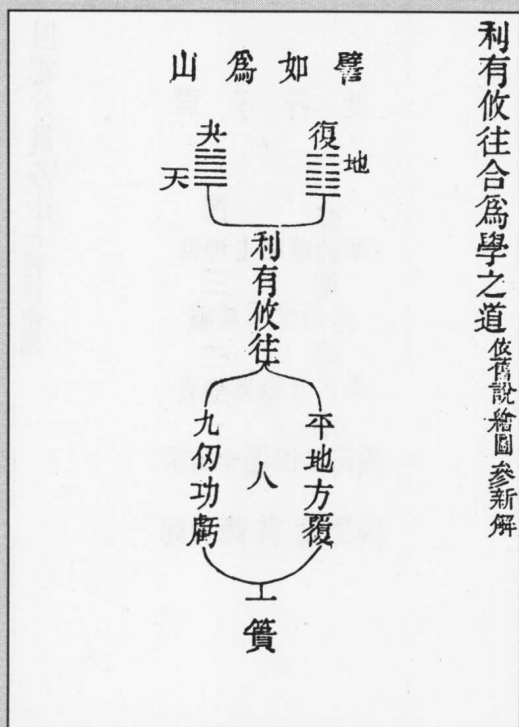 利有攸往合爲學之道 依舊說繪圖參新解
譬如爲山
復
地
夬
天
利有攸往
平地方覆
人
九仞功虧
一簣